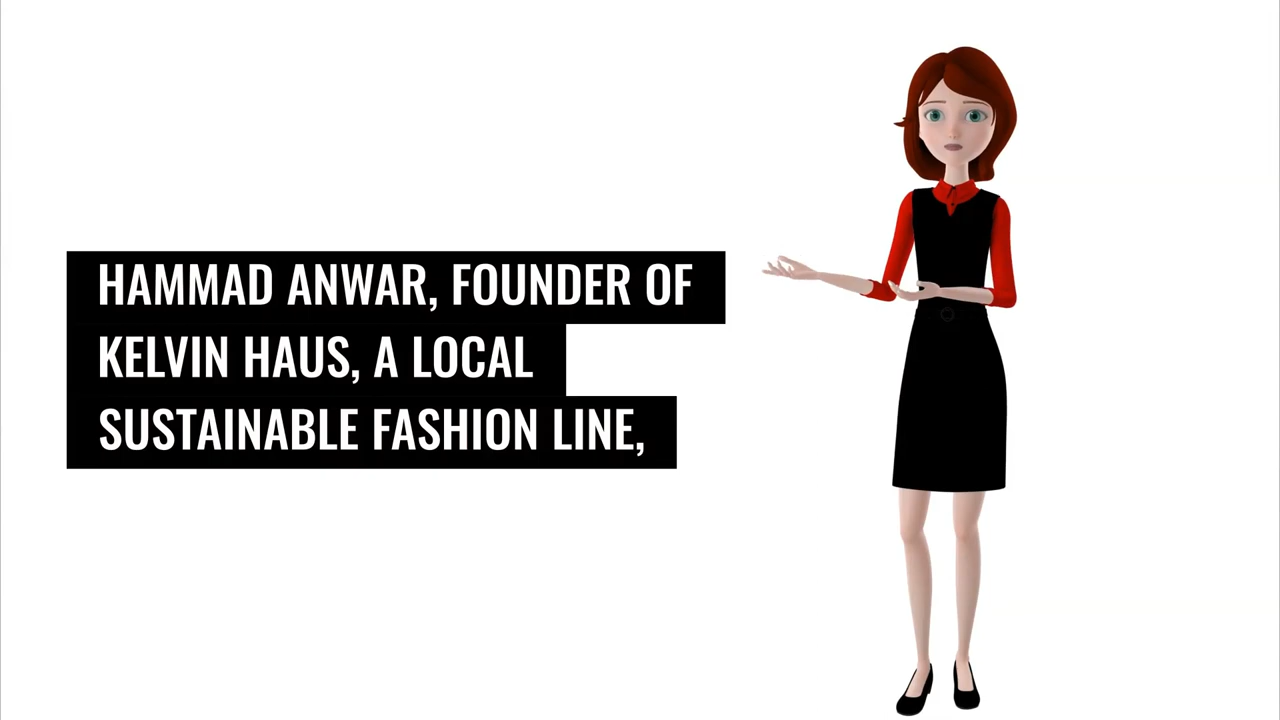 HAMMAD ANWAR, FOUNDER OF
KELVIN HAUS, A LOCAL
SUSTAINABLE FASHION LINE,